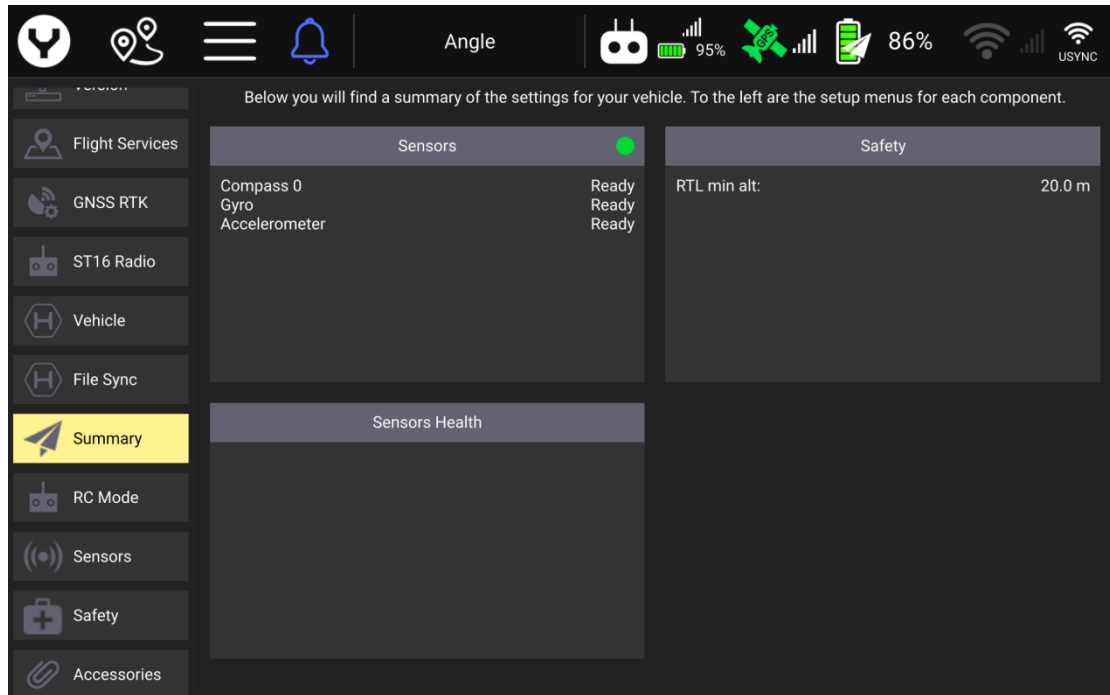 Y
Angle
95%
GPS
86%
USYNC
Version
Below you will find a summary of the settings for your vehicle. To the left are the setup menus for each component.
Flight Services
GNSS RTK
ST16 Radio
Vehicle
File Sync
Summary
RC Mode
Sensors
Safety
Accessories
Sensors
Compass 0 Ready
Gyro Ready
Accelerometer Ready
Safety
RTL min alt: 20.0 m
Sensors Health